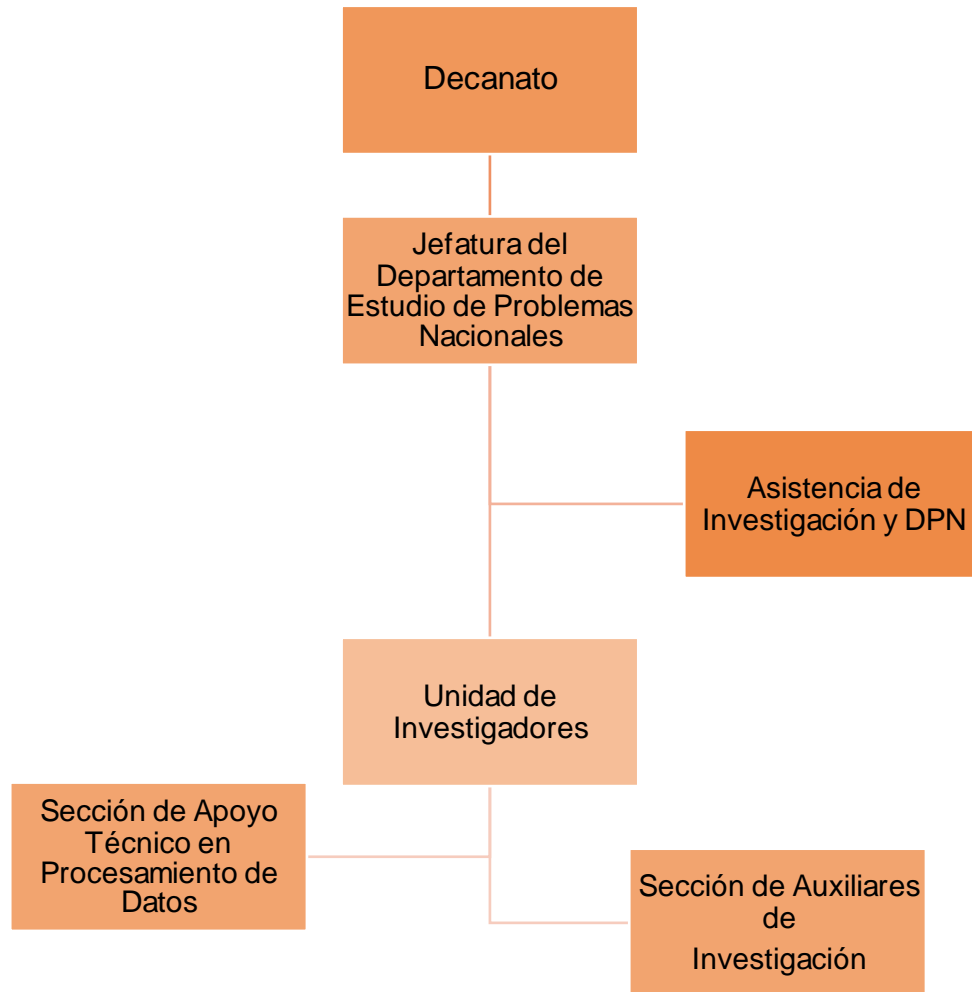 Decanato
Jefatura del
Departamento de
Estudio de Problemas
Nacionales
Asistencia de
Investigación y DPN
Unidad de
Investigadores
Sección de Apoyo
Técnico en
Procesamiento de
Datos
Sección de Auxiliares
de
Investigación